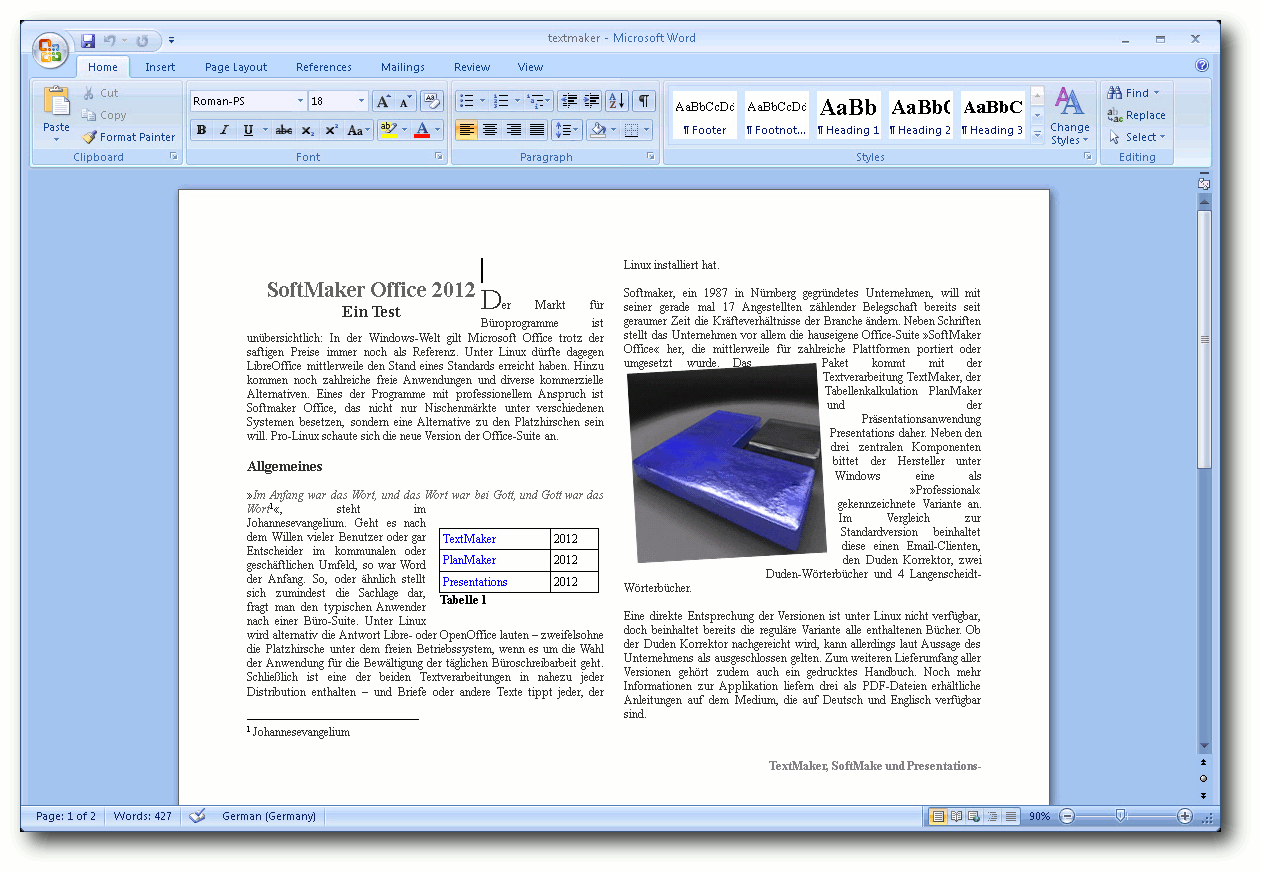 textmaker - Microsoft Word
Home Insert Page Layout References Mailings Review View
Paste
Cut
Copy
Format Painter
Clipboard
Roman-PS 18
Font
Paragraph
AaBbCcDc AaBbCcDc AaBb AaBb( AaBbC
¶ Footer ¶ Footnot... ¶ Heading 1 ¶ Heading 2 ¶ Heading 3
Change
Styles
Styles
Find
Replace
Select
Editing
SoftMaker Office 2012
Ein Test
Der Markt für
Büroprogramme ist
unübersichtlich: In der Windows-Welt gilt Microsoft Office trotz der
saftigen Preise immer noch als Referenz. Unter Linux dürfte dagegen
LibreOffice mittlerweile den Stand eines Standards erreicht haben. Hinzu
kommen noch zahlreiche freie Anwendungen und diverse kommerzielle
Alternativen. Eines der Programme mit professionellem Anspruch ist
Softmaker Office, das nicht nur Nischenmärkte unter verschiedenen
Systemen besetzen, sondern eine Alternative zu den Platzhirschen sein
will. Pro-Linux schaute sich die neue Version der Office-Suite an.
Allgemeines
»Im Anfang war das Wort, und das Wort war bei Gott, und Gott war das
Wort¹«, steht im
Johannesevangelium. Geht es nach
dem Willen vieler Benutzer oder gar
Entscheider im kommunalen oder
geschäftlichen Umfeld, so war Word
der Anfang. So, oder ähnlich stellt
sich zumindest die Sachlage dar,
fragt man den typischen Anwender
nach einer Büro-Suite. Unter Linux
wird alternativ die Antwort Libre- oder OpenOffice lauten – zweifelsohne
die Platzhirsche unter dem freien Betriebssystem, wenn es um die Wahl
der Anwendung für die Bewältigung der täglichen Büroschreibarbeit geht.
Schließlich ist eine der beiden Textverarbeitungen in nahezu jeder
Distribution enthalten – und Briefe oder andere Texte tippt jeder, der
TextMaker 2012
PlanMaker 2012
Presentations 2012
Tabelle 1
¹ Johannesevangelium
Linux installiert hat.
Softmaker, ein 1987 in Nürnberg gegründetes Unternehmen, will mit
seiner gerade mal 17 Angestellten zählender Belegschaft bereits seit
geraumer Zeit die Kräfteverhältnisse der Branche ändern. Neben Schriften
stellt das Unternehmen vor allem die hauseigene Office-Suite »SoftMaker
Office« her, die mittlerweile für zahlreiche Plattformen portiert oder
umgesetzt wurde. Das Paket kommt mit der
Textverarbeitung TextMaker, der
Tabellenkalkulation PlanMaker
und der
Präsentationsanwendung
Presentations daher. Neben den
drei zentralen Komponenten
bittet der Hersteller unter
Windows eine als
»Professional«
gekennzeichnete Variante an.
Im Vergleich zur
Standardversion beinhaltet
diese einen Email-Clienten,
den Duden Korrektor, zwei
Duden-Wörterbücher und 4 Langenscheidt-
Wörterbücher.
Eine direkte Entsprechung der Versionen ist unter Linux nicht verfügbar,
doch beinhaltet bereits die reguläre Variante alle enthaltenen Bücher. Ob
der Duden Korrektor nachgereicht wird, kann allerdings laut Aussage des
Unternehmens als ausgeschlossen gelten. Zum weiteren Lieferumfang aller
Versionen gehört zudem auch ein gedrucktes Handbuch. Noch mehr
Informationen zur Applikation liefern drei als PDF-Dateien erhältliche
Anleitungen auf dem Medium, die auf Deutsch und Englisch verfügbar
sind.
TextMaker, SoftMake und Presentations-
Page: 1 of 2 Words: 427 German (Germany) 90%